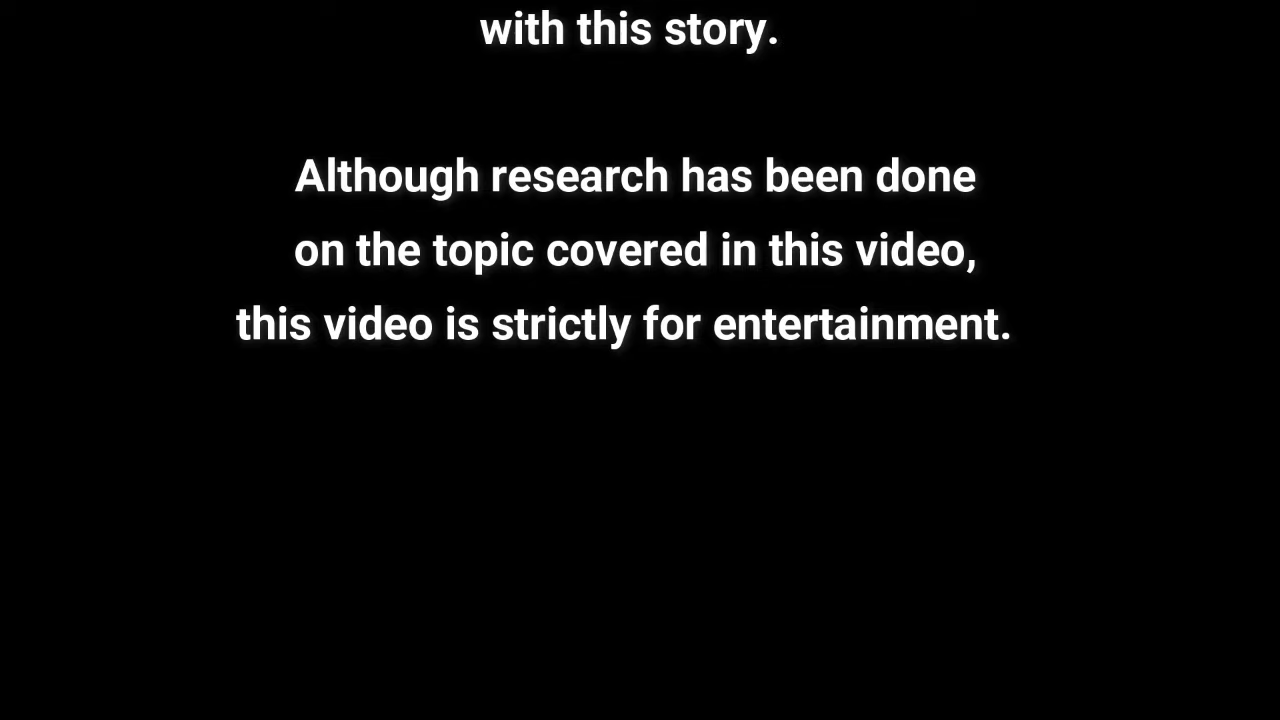 with this story.
Although research has been done
on the topic covered in this video,
this video is strictly for entertainment.